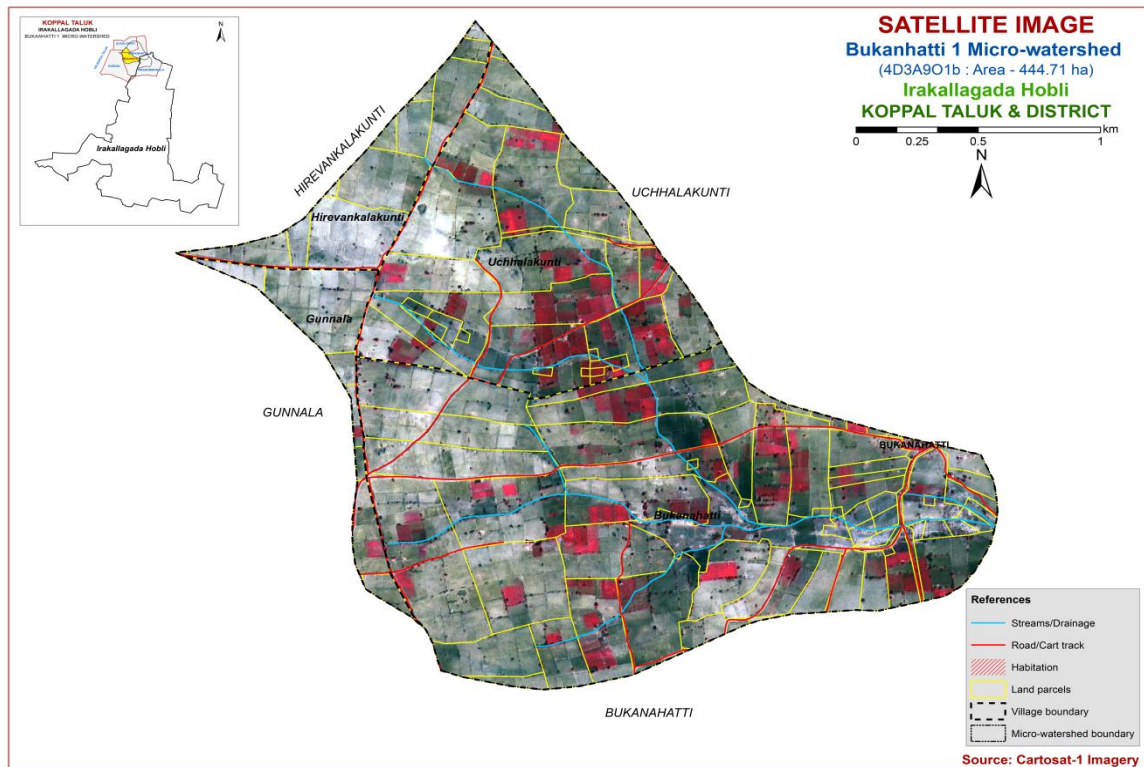 KOPPAL TALUK
IRAKALLAGADA HOBLI
BUKANHATTI 1 MICRO-WATERSHED
N
Irakallagada Hobli
SATELLITE IMAGE
Bukanhatti 1 Micro-watershed
(4D3A9O1b : Area - 444.71 ha)
Irakallagada Hobli
KOPPAL TALUK & DISTRICT
km
0 0.25 0.5 1
N
HIREVANKALAKUNTI
UCHHALAKUNTI
Hirevankalakunti
Uchhalakunti
Gunnala
GUNNALA
BUKANAHATTI
Bukanahatti
BUKANAHATTI
References
Streams/Drainage
Road/Cart track
Habitation
Land parcels
Village boundary
Micro-watershed boundary
Source: Cartosat-1 Imagery